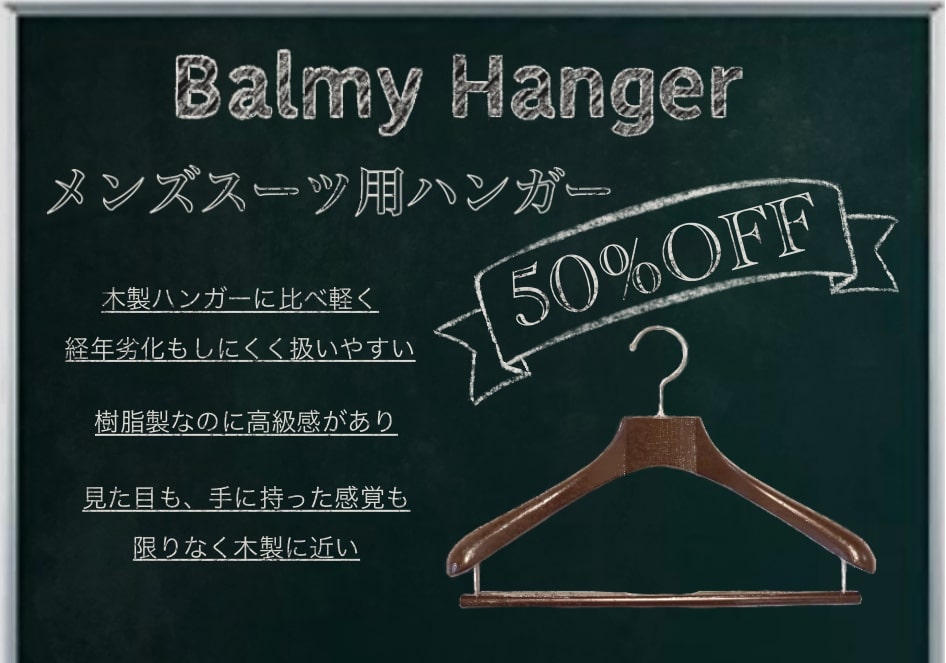 Balmy Hanger
メンズスーツ用ハンガー
50%OFF
木製ハンガーに比べ軽く
経年劣化もしにくく扱いやすい
樹脂製なのに高級感があり
見た目も、手に持った感覚も
限りなく木製に近い